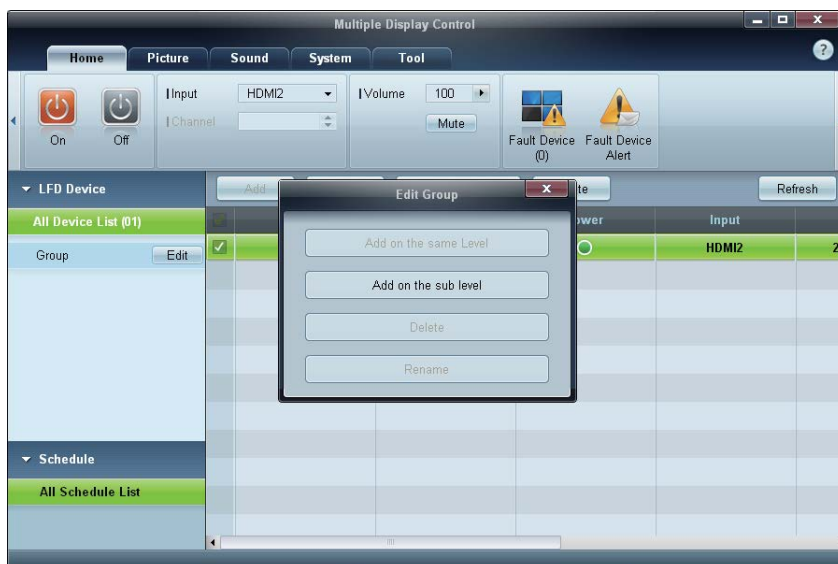 Multiple Display Control
Home Picture Sound System Tool
Input HDMI2
Channel
On Off
Volume 100
Mute
Fault Device (0)
Fault Device Alert
LFD Device
All Device List (01)
Group Edit
Add
Refresh
Input
HDMI2
Edit Group
Add on the same Level
Add on the sub level
Delete
Rename
Schedule
All Schedule List